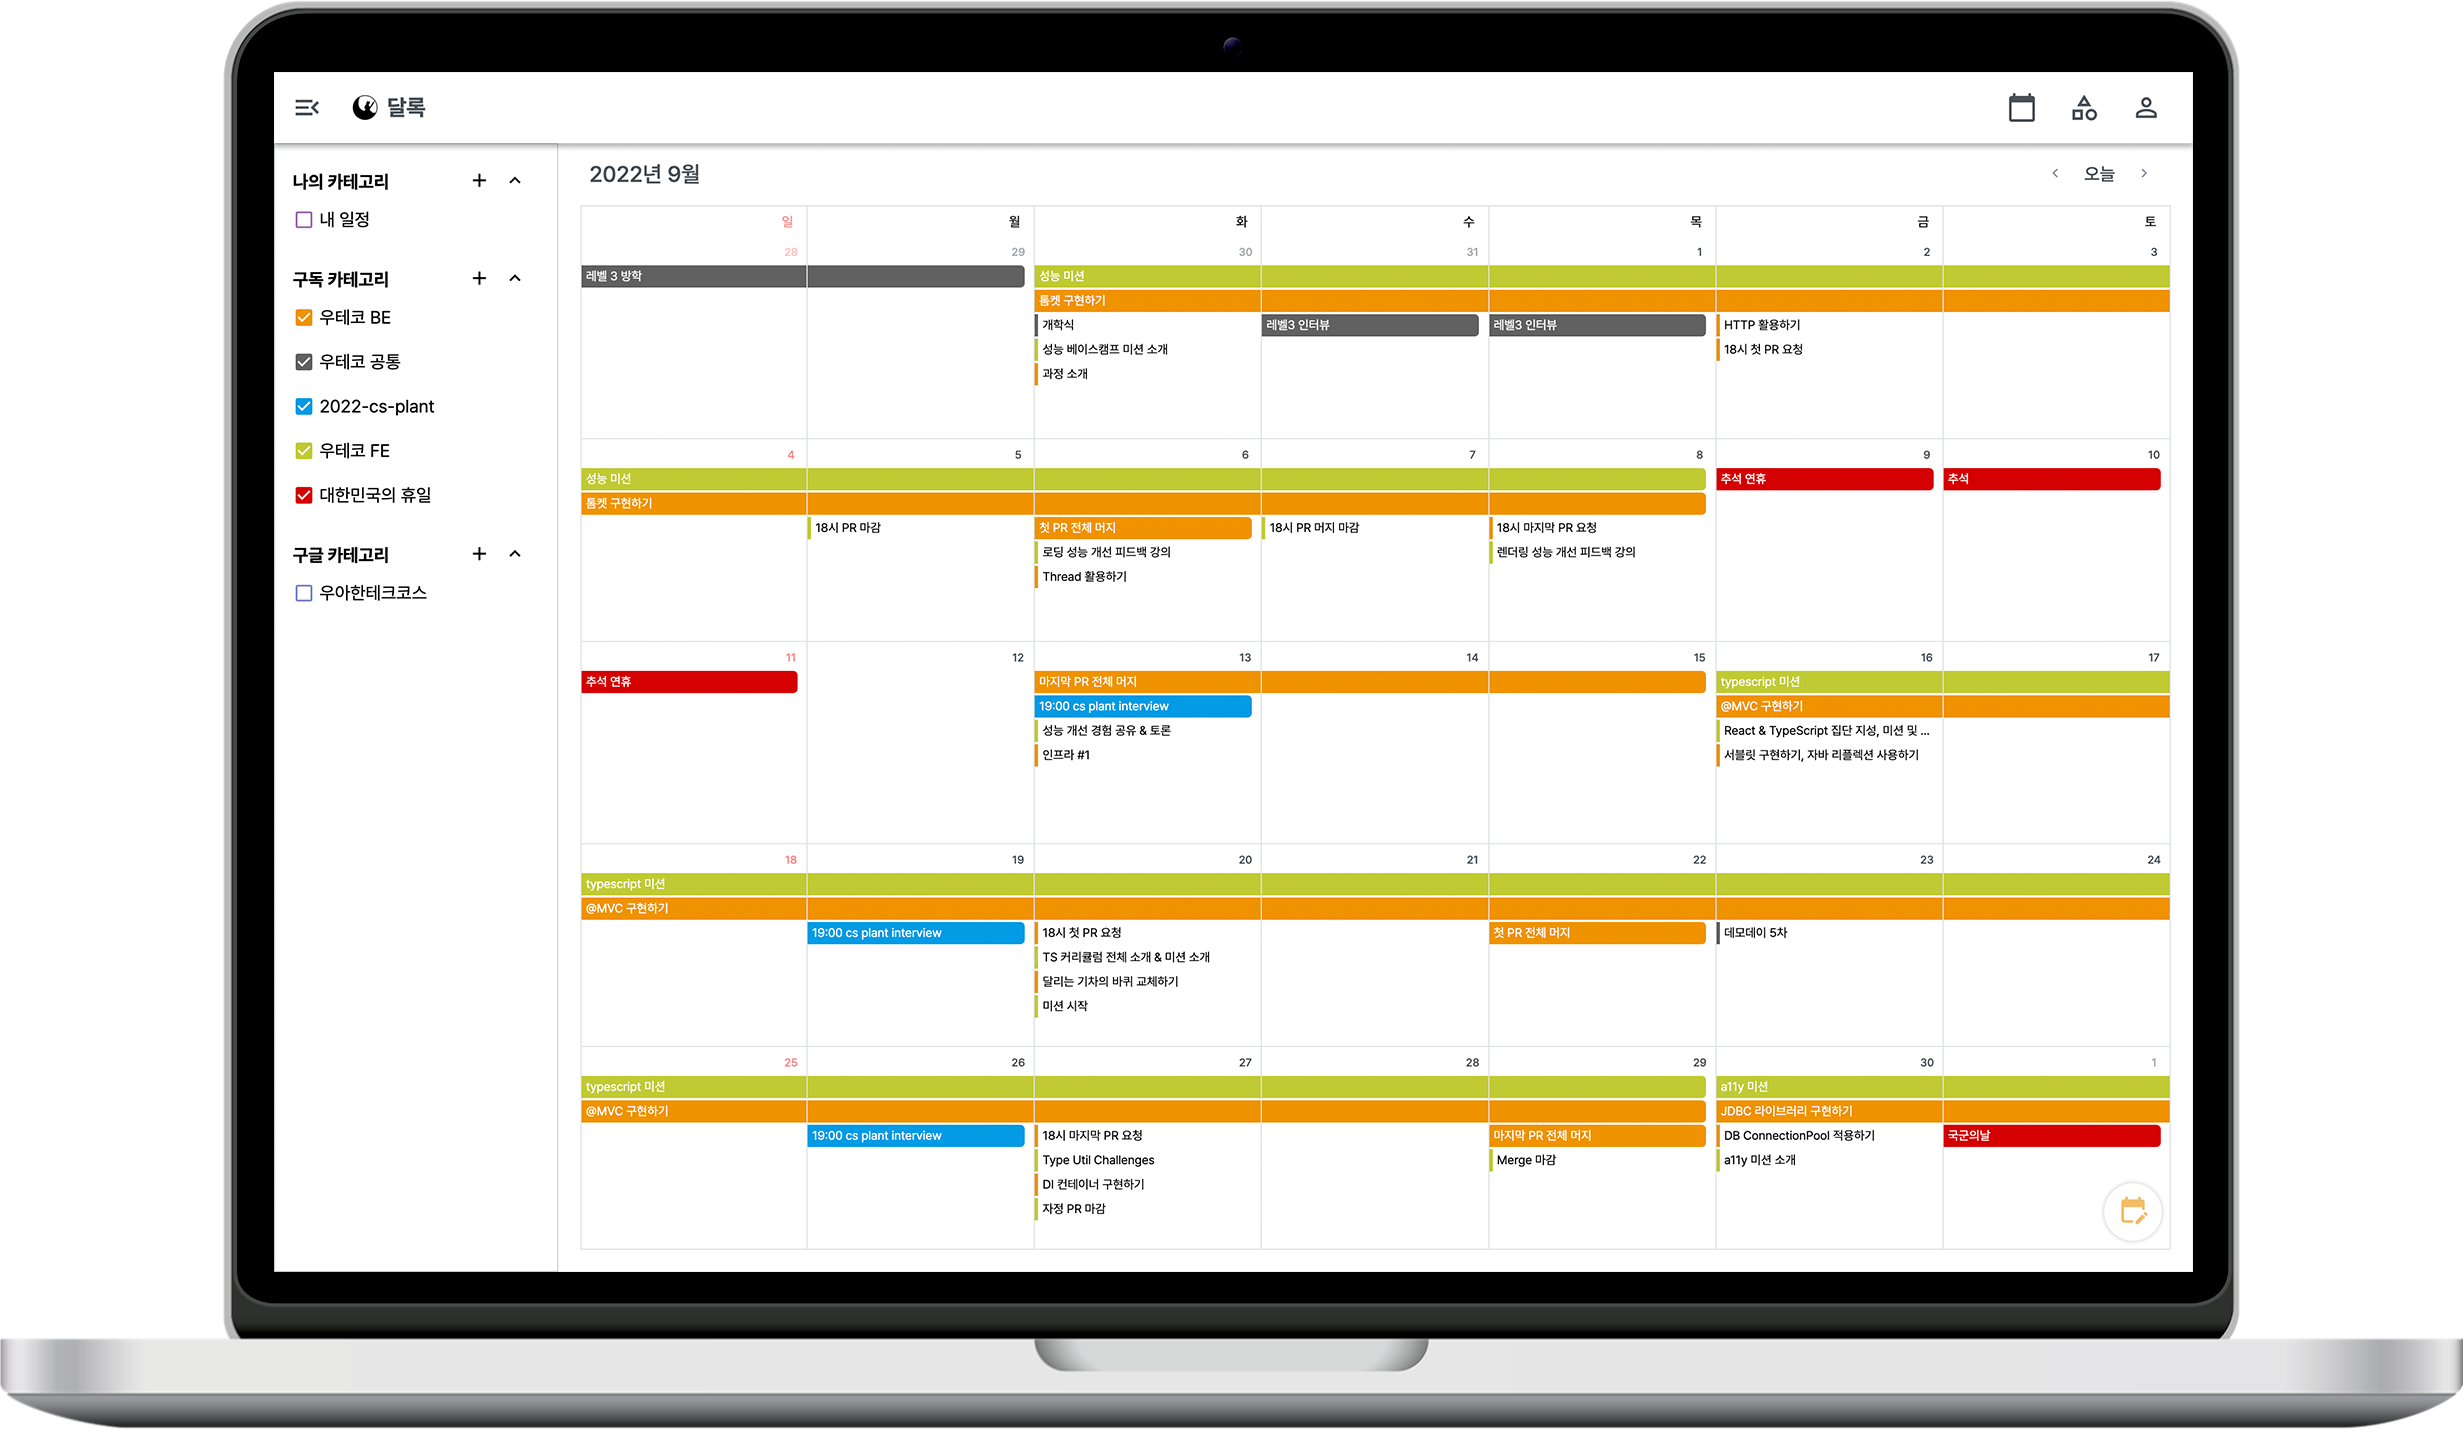 달록
나의 카테고리
내 일정
구독 카테고리
우테코 BE
우테코 공통
2022-cs-plant
우테코 FE
대한민국의 휴일
구글 카테고리
우아한테크코스
2022년 9월
오늘
일 월 화 수 목 금 토
28 29 30 31 1 2 3
레벨 3 방학 성능 미션
톰켓 구현하기
개학식 레벨3 인터뷰 레벨3 인터뷰 HTTP 활용하기
성능 베이스캠프 미션 소개 18시 첫 PR 요청
과정 소개
4 5 6 7 8 9 10
성능 미션 추석 연휴 추석
톰켓 구현하기
18시 PR 마감 첫 PR 전체 머지 18시 PR 머지 마감 18시 마지막 PR 요청
로딩 성능 개선 피드백 강의 렌더링 성능 개선 피드백 강의
Thread 활용하기
11 12 13 14 15 16 17
추석 연휴 마지막 PR 전체 머지 typescript 미션
19:00 cs plant interview @MVC 구현하기
성능 개선 경험 공유 & 토론 React & TypeScript 집단 지성, 미션 및 ...
인프라 #1 서블릿 구현하기, 자바 리플렉션 사용하기
18 19 20 21 22 23 24
typescript 미션
@MVC 구현하기
19:00 cs plant interview 18시 첫 PR 요청 첫 PR 전체 머지 데모데이 5차
TS 커리큘럼 전체 소개 & 미션 소개
달리는 기차의 바퀴 교체하기
미션 시작
25 26 27 28 29 30 1
typescript 미션 a11y 미션
@MVC 구현하기 JDBC 라이브러리 구현하기
19:00 cs plant interview 18시 마지막 PR 요청 마지막 PR 전체 머지 DB ConnectionPool 적용하기 국군의날
Type Util Challenges Merge 마감 a11y 미션 소개
DI 컨테이너 구현하기
자정 PR 마감